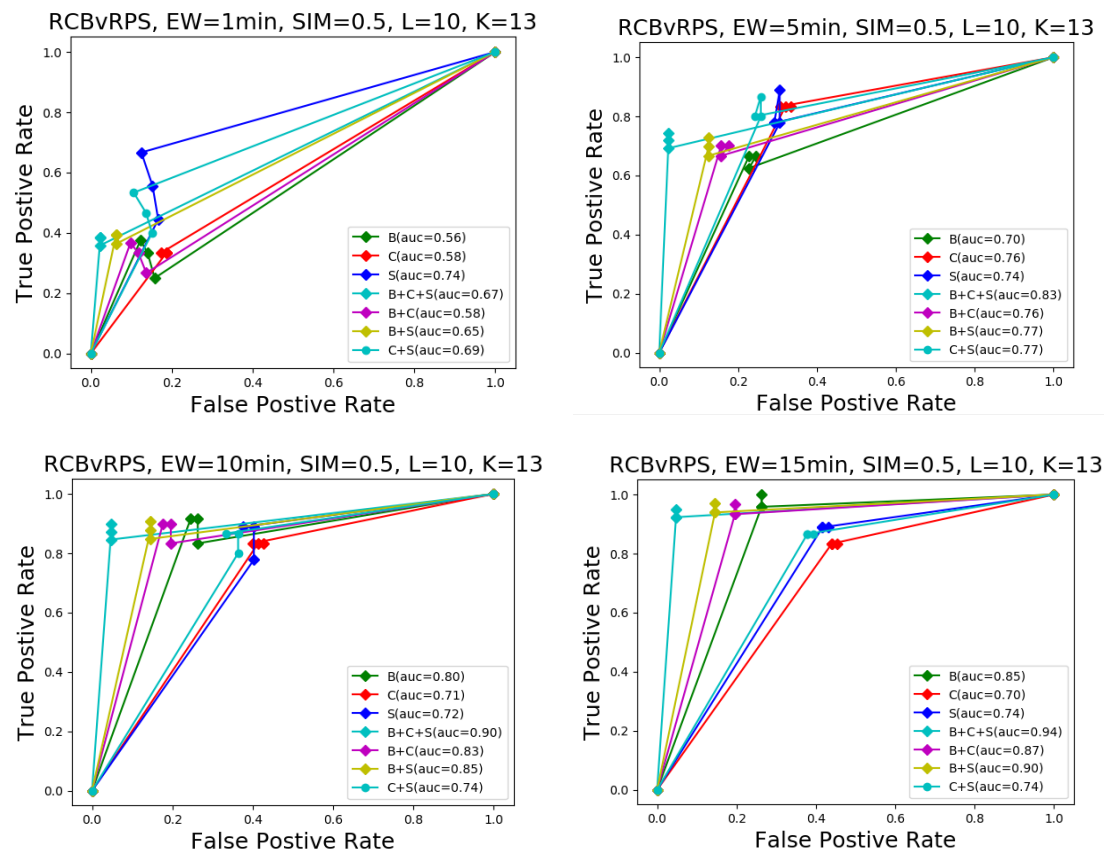 RCBvRPS, EW=1min, SIM=0.5, L=10, K=13
True Postive Rate
1.0
0.8
0.6
0.4
0.2
0.0
B(auc=0.56)
C(auc=0.58)
S(auc=0.74)
B+C+S(auc=0.67)
B+C(auc=0.58)
B+S(auc=0.65)
C+S(auc=0.69)
0.0 0.2 0.4 0.6 0.8 1.0
False Postive Rate
RCBvRPS, EW=5min, SIM=0.5, L=10, K=13
True Postive Rate
1.0
0.8
0.6
0.4
0.2
0.0
B(auc=0.70)
C(auc=0.76)
S(auc=0.74)
B+C+S(auc=0.83)
B+C(auc=0.76)
B+S(auc=0.77)
C+S(auc=0.77)
0.0 0.2 0.4 0.6 0.8 1.0
False Postive Rate
RCBvRPS, EW=10min, SIM=0.5, L=10, K=13
True Postive Rate
1.0
0.8
0.6
0.4
0.2
0.0
B(auc=0.80)
C(auc=0.71)
S(auc=0.72)
B+C+S(auc=0.90)
B+C(auc=0.83)
B+S(auc=0.85)
C+S(auc=0.74)
0.0 0.2 0.4 0.6 0.8 1.0
False Postive Rate
RCBvRPS, EW=15min, SIM=0.5, L=10, K=13
True Postive Rate
1.0
0.8
0.6
0.4
0.2
0.0
B(auc=0.85)
C(auc=0.70)
S(auc=0.74)
B+C+S(auc=0.94)
B+C(auc=0.87)
B+S(auc=0.90)
C+S(auc=0.74)
0.0 0.2 0.4 0.6 0.8 1.0
False Postive Rate